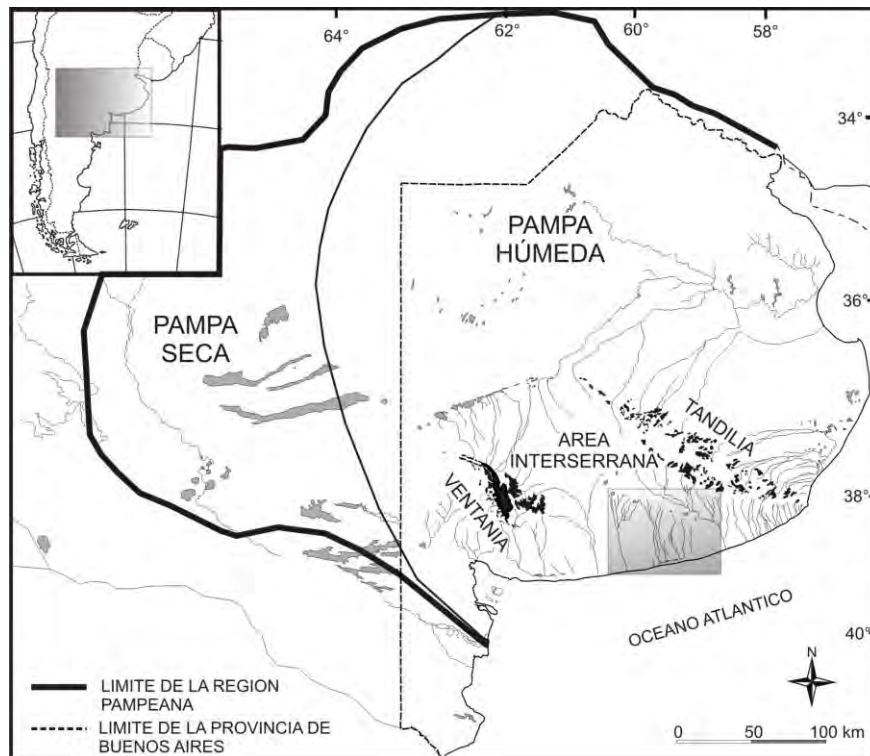 64°
62°
60°
58°
34°
PAMPA
HÚMEDA
36°
PAMPA
SECA
TANDILIA
AREA
INTERSERRANA
VENTANIA
38°
OCEANO ATLANTICO
40°
N
LIMITE DE LA REGION
PAMPEANA
LIMITE DE LA PROVINCIA DE
BUENOS AIRES
0 50 100 km